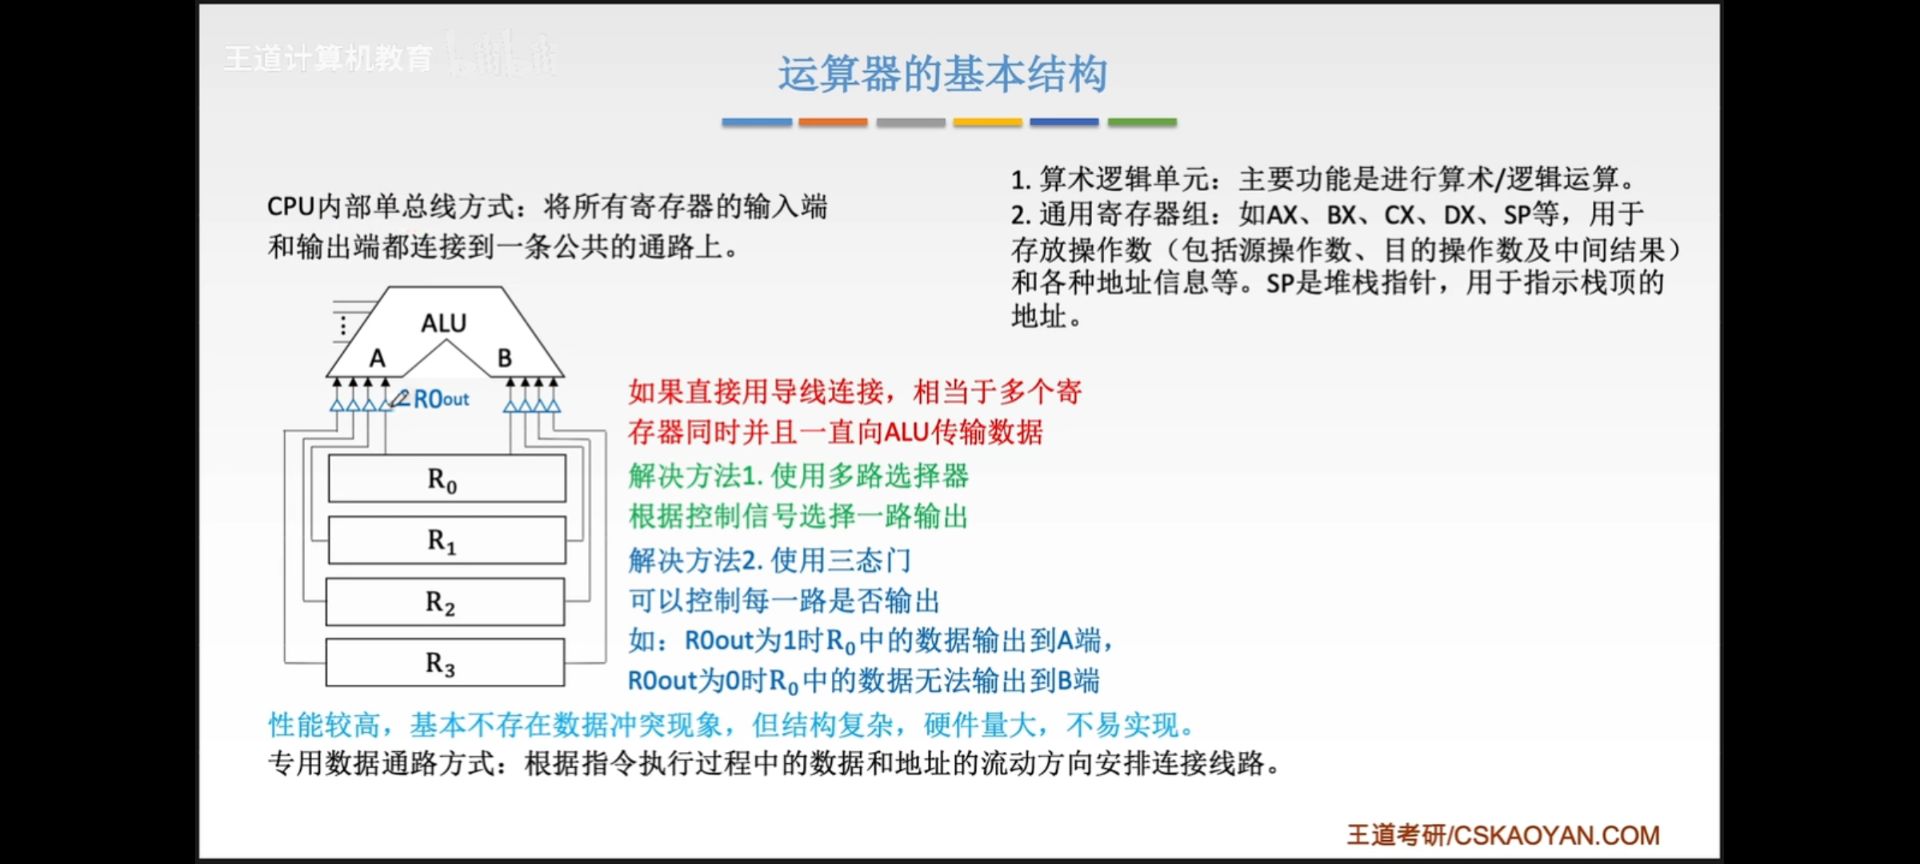 王道计算机教育
运算器的基本结构
CPU内部单总线方式：将所有寄存器的输入端
和输出端都连接到一条公共的通路上。
1. 算术逻辑单元：主要功能是进行算术/逻辑运算。
2. 通用寄存器组：如AX、BX、CX、DX、SP等，用于
存放操作数（包括源操作数、目的操作数及中间结果）
和各种地址信息等。SP是堆栈指针，用于指示栈顶的
地址。
ALU
A
B
R0out
R0
R1
R2
R3
如果直接用导线连接，相当于多个寄
存器同时并且一直向ALU传输数据
解决方法1. 使用多路选择器
根据控制信号选择一路输出
解决方法2. 使用三态门
可以控制每一路是否输出
如：R0out为1时R0中的数据输出到A端，
R0out为0时R0中的数据无法输出到B端
性能较高，基本不存在数据冲突现象，但结构复杂，硬件量大，不易实现。
专用数据通路方式：根据指令执行过程中的数据和地址的流动方向安排连接线路。
王道考研/CSKAOYAN.COM